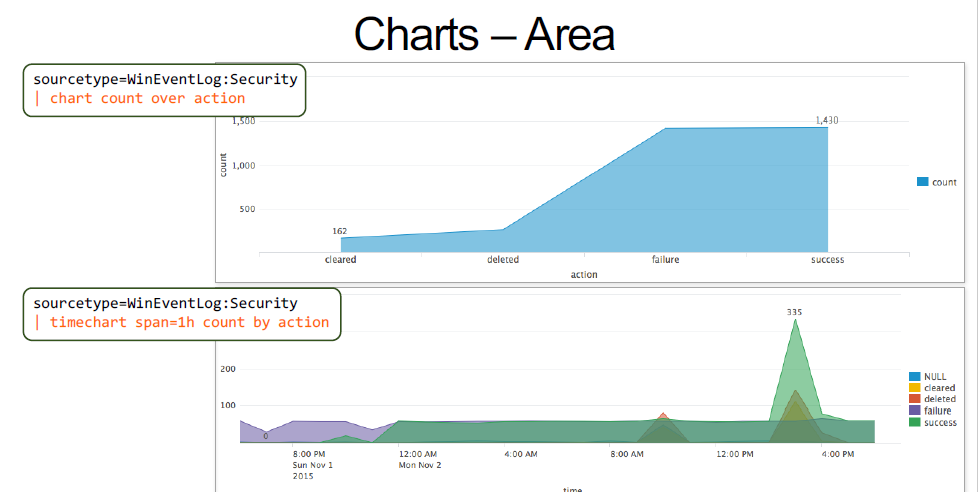 Charts – Area
sourcetype=WinEventLog:Security
| chart count over action
1,500
1,000
500
count
162
1,430
cleared
deleted
failure
success
action
count
sourcetype=WinEventLog:Security
| timechart span=1h count by action
335
200
100
0
8:00 PM
Sun Nov 1
2015
12:00 AM
Mon Nov 2
4:00 AM
8:00 AM
12:00 PM
4:00 PM
time
NULL
cleared
deleted
failure
success